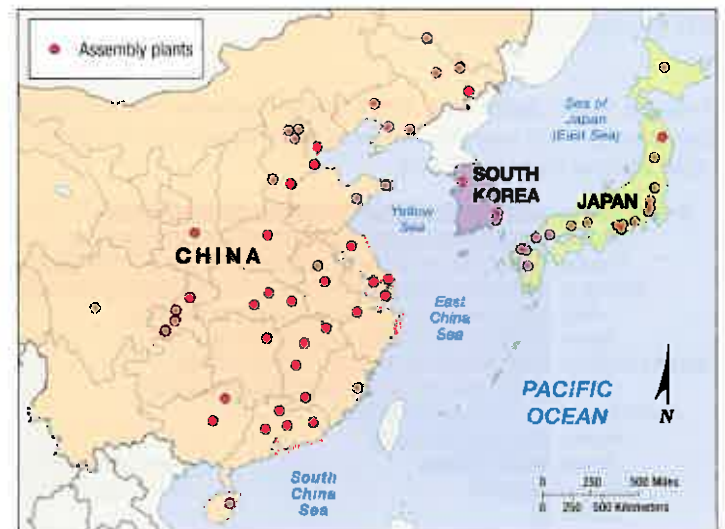 Assembly plants
Sea of
Japan
(East Sea)
SOUTH
KOREA
JAPAN
Yellow
Sea
CHINA
East
China
Sea
PACIFIC
OCEAN
N
South
China
Sea
0 250 500 Miles
0 250 500 Kilometers